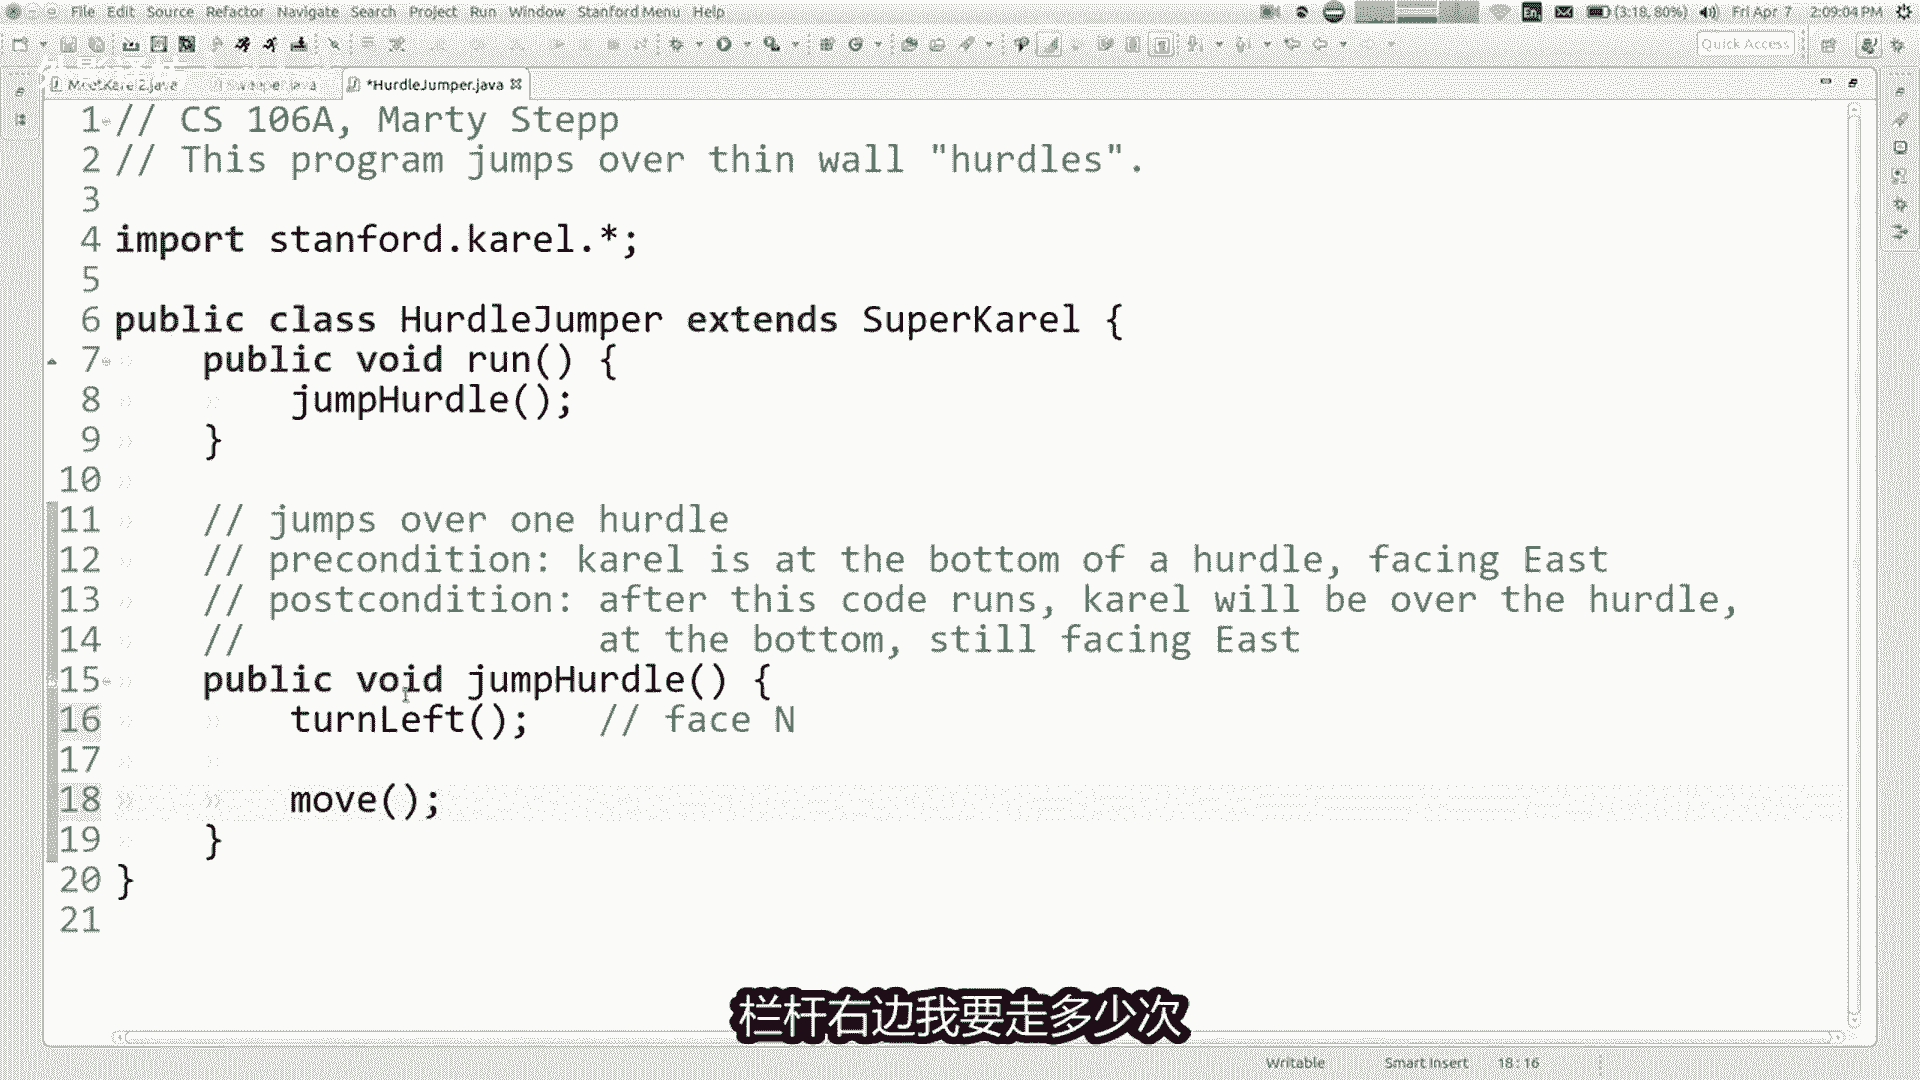 File Edit Source Refactor Navigate Search Project Run Window Stanford Menu Help
En (3:18, 80%) Fri Apr 7 2:09:04 PM
Quick Access
*HurdleJumper.java
1 // CS 106A, Marty Stepp
2 // This program jumps over thin wall "hurdles".
3
4 import stanford.karel.*;
5
6 public class HurdleJumper extends SuperKarel {
7 public void run() {
8 jumpHurdle();
9 }
10
11 // jumps over one hurdle
12 // precondition: karel is at the bottom of a hurdle, facing East
13 // postcondition: after this code runs, karel will be over the hurdle,
14 // at the bottom, still facing East
15 public void jumpHurdle() {
16 turnLeft(); // face N
17
18 move();
19 }
20 }
21
栏杆右边我要走多少次
Writable Smart Insert 18:16